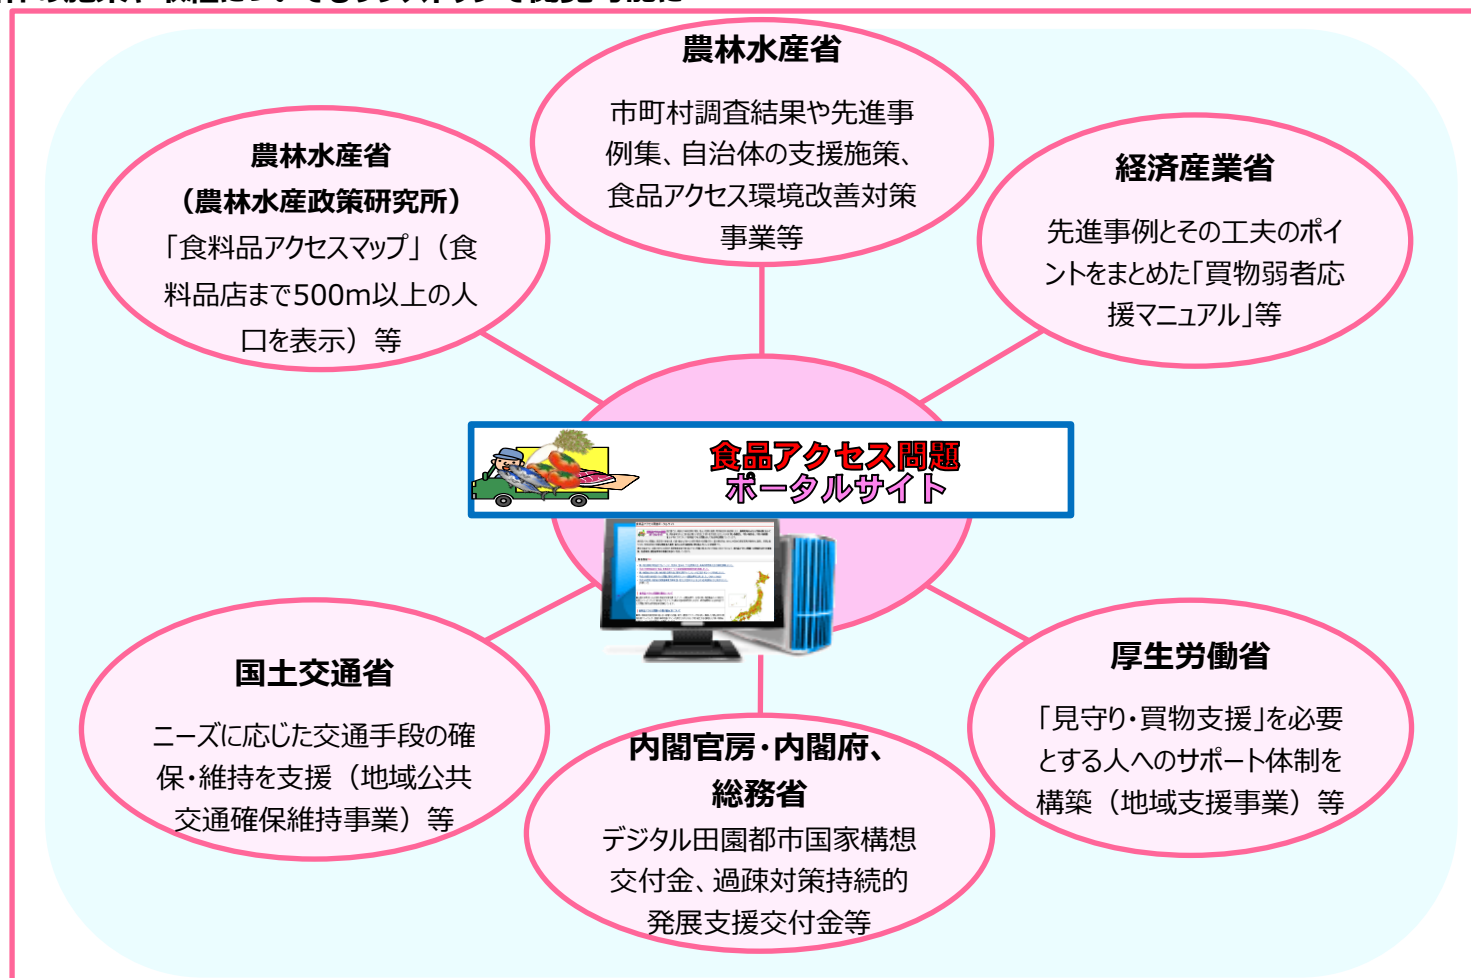 農林水産省
市町村調査結果や先進事
例集、自治体の支援施策、
食品アクセス環境改善対策
事業等
農林水産省
（農林水産政策研究所）
「食料品アクセスマップ」（食
料品店まで500m以上の人
口を表示）等
経済産業省
先進事例とその工夫のポイ
ントをまとめた「買物弱者応
援マニュアル」等
食品アクセス問題
ポータルサイト
国土交通省
ニーズに応じた交通手段の確
保・維持を支援（地域公共
交通確保維持事業）等
内閣官房・内閣府、
総務省
デジタル田園都市国家構想
交付金、過疎対策持続的
発展支援交付金等
厚生労働省
「見守り・買物支援」を必要
とする人へのサポート体制を
構築（地域支援事業）等